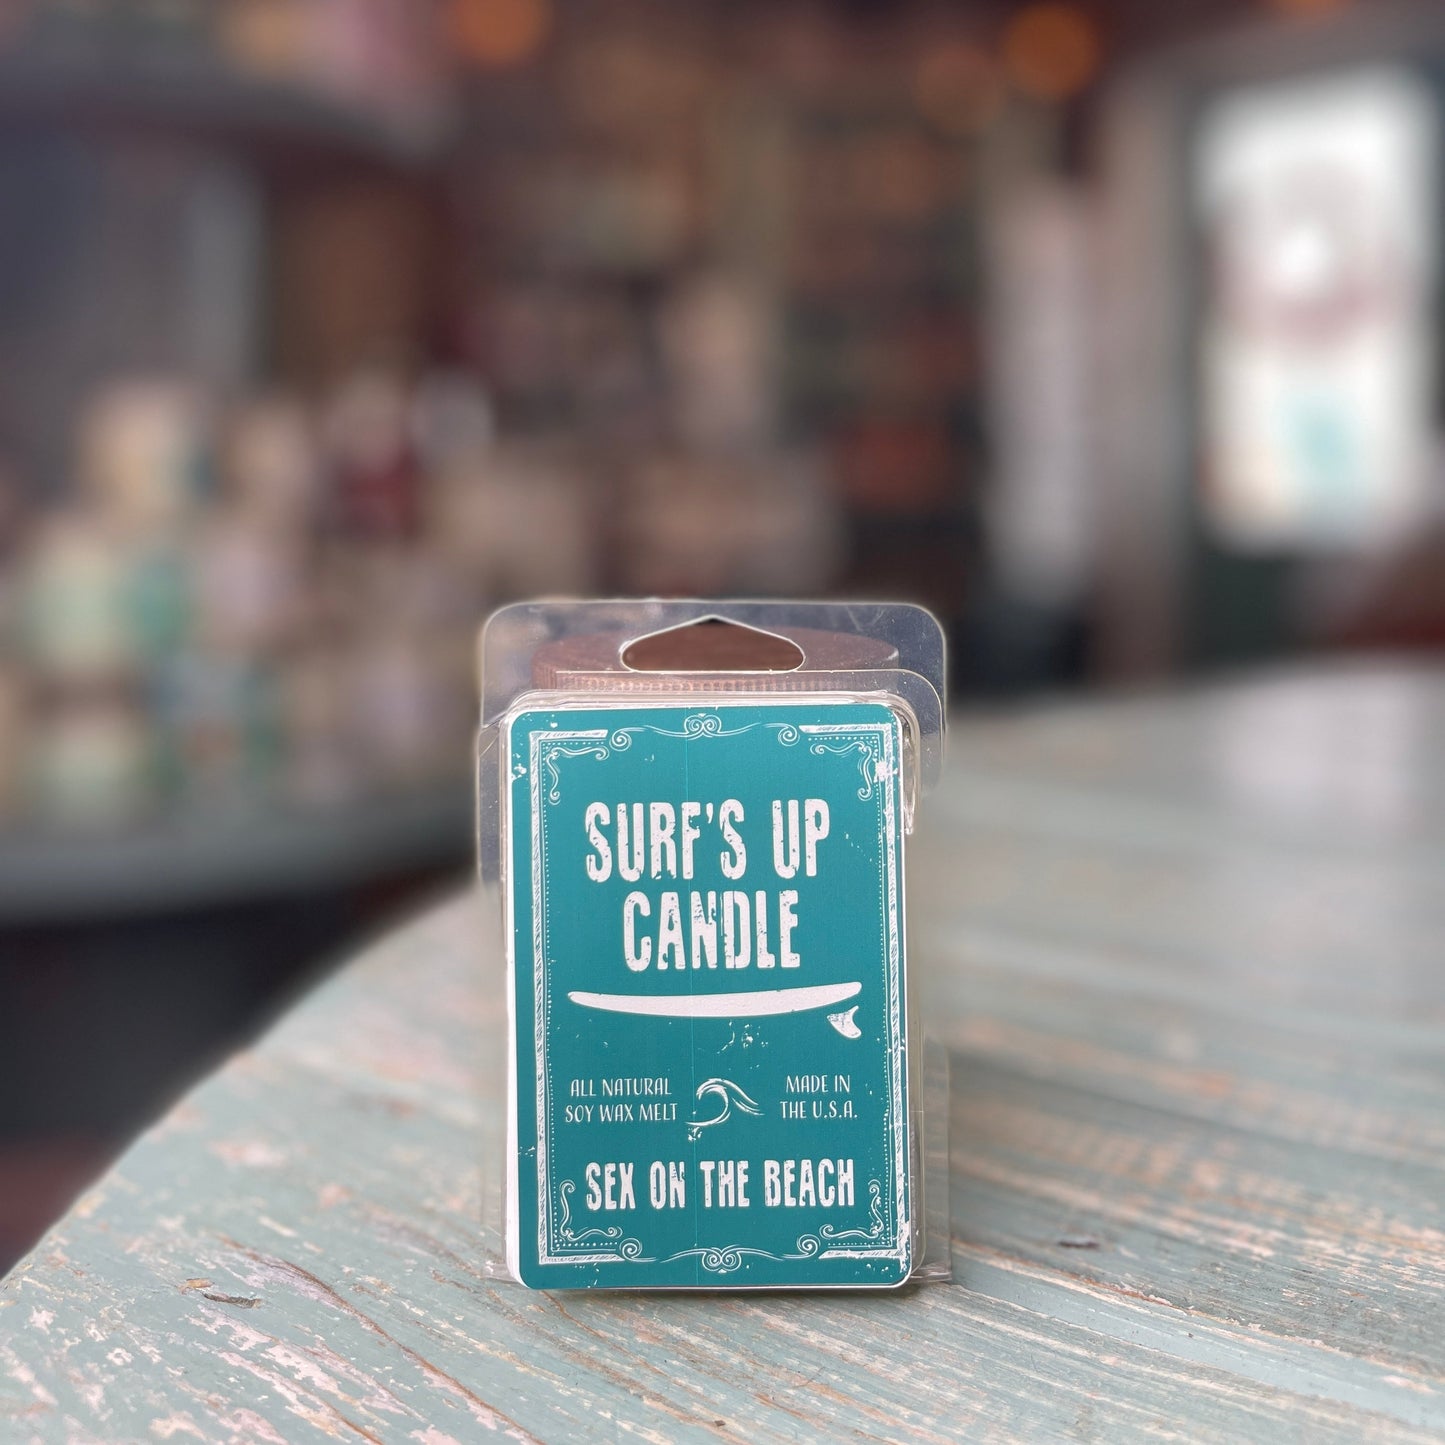 SURF'S UP
CANDLE
ALL NATURAL
SOY WAX MELT
MADE IN
THE U.S.A.
SEX ON THE BEACH